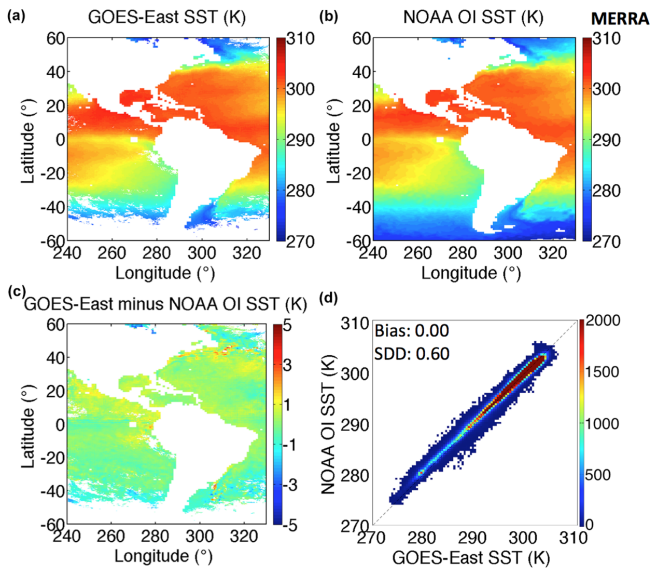 (a) GOES-East SST (K)
(b) NOAA OI SST (K)
MERRA
60
40
20
0
-20
-40
-60
Latitude (°)
240 260 280 300 320
Longitude (°)
310
300
290
280
270
60
40
20
0
-20
-40
-60
Latitude (°)
240 260 280 300 320
Longitude (°)
310
300
290
280
270
(c)
GOES-East minus NOAA OI SST (K)
60
40
20
0
-20
-40
-60
Latitude (°)
240 260 280 300 320
Longitude (°)
5
3
1
-1
-3
-5
(d)
Bias: 0.00
SDD: 0.60
310
300
290
280
270
NOAA OI SST (K)
270 280 290 300 310
GOES-East SST (K)
2000
1500
1000
500
0